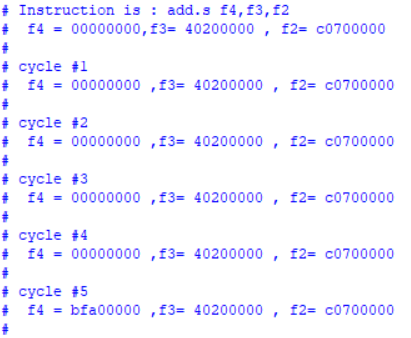 # Instruction is : add.s f4,f3,f2
#  f4 = 00000000,f3= 40200000 , f2= c0700000
#
# cycle #1
#  f4 = 00000000 ,f3= 40200000 , f2= c0700000
#
# cycle #2
#  f4 = 00000000 ,f3= 40200000 , f2= c0700000
#
# cycle #3
#  f4 = 00000000 ,f3= 40200000 , f2= c0700000
#
# cycle #4
#  f4 = 00000000 ,f3= 40200000 , f2= c0700000
#
# cycle #5
#  f4 = bfa00000 ,f3= 40200000 , f2= c0700000
#